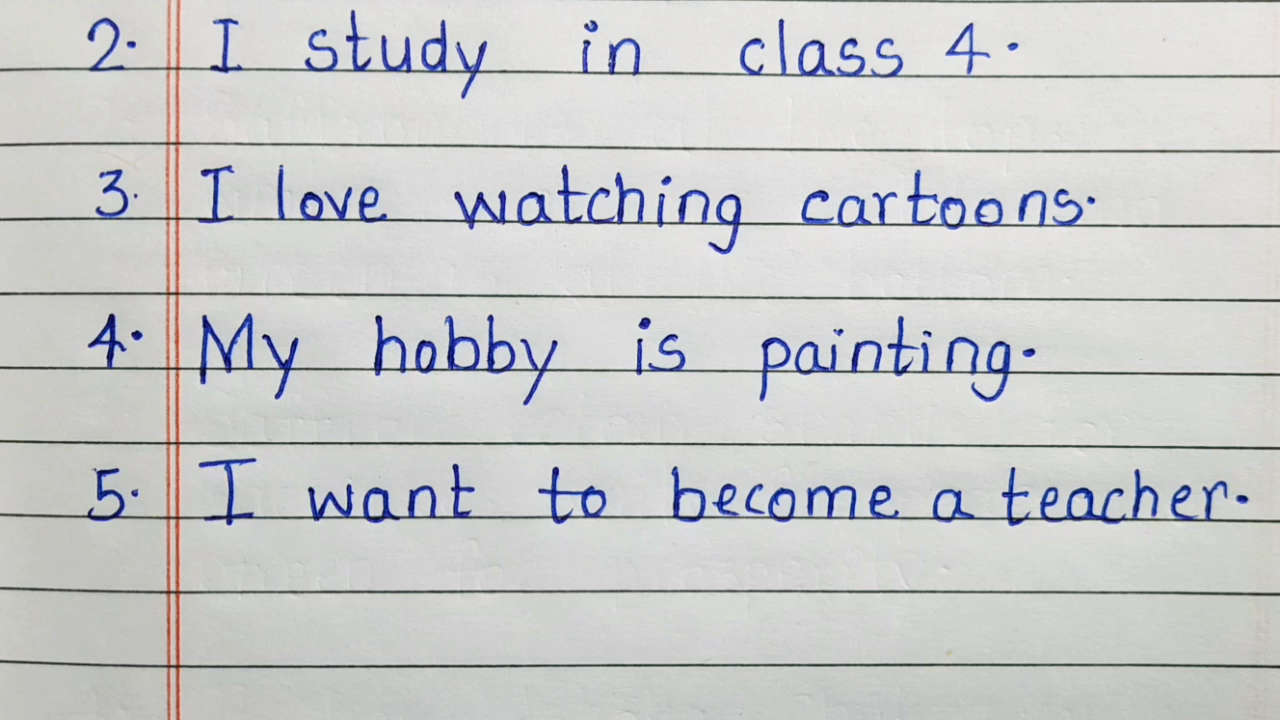 2. I study in class 4.
3. I love watching cartoons.
4. My hobby is painting.
5. I want to become a teacher.